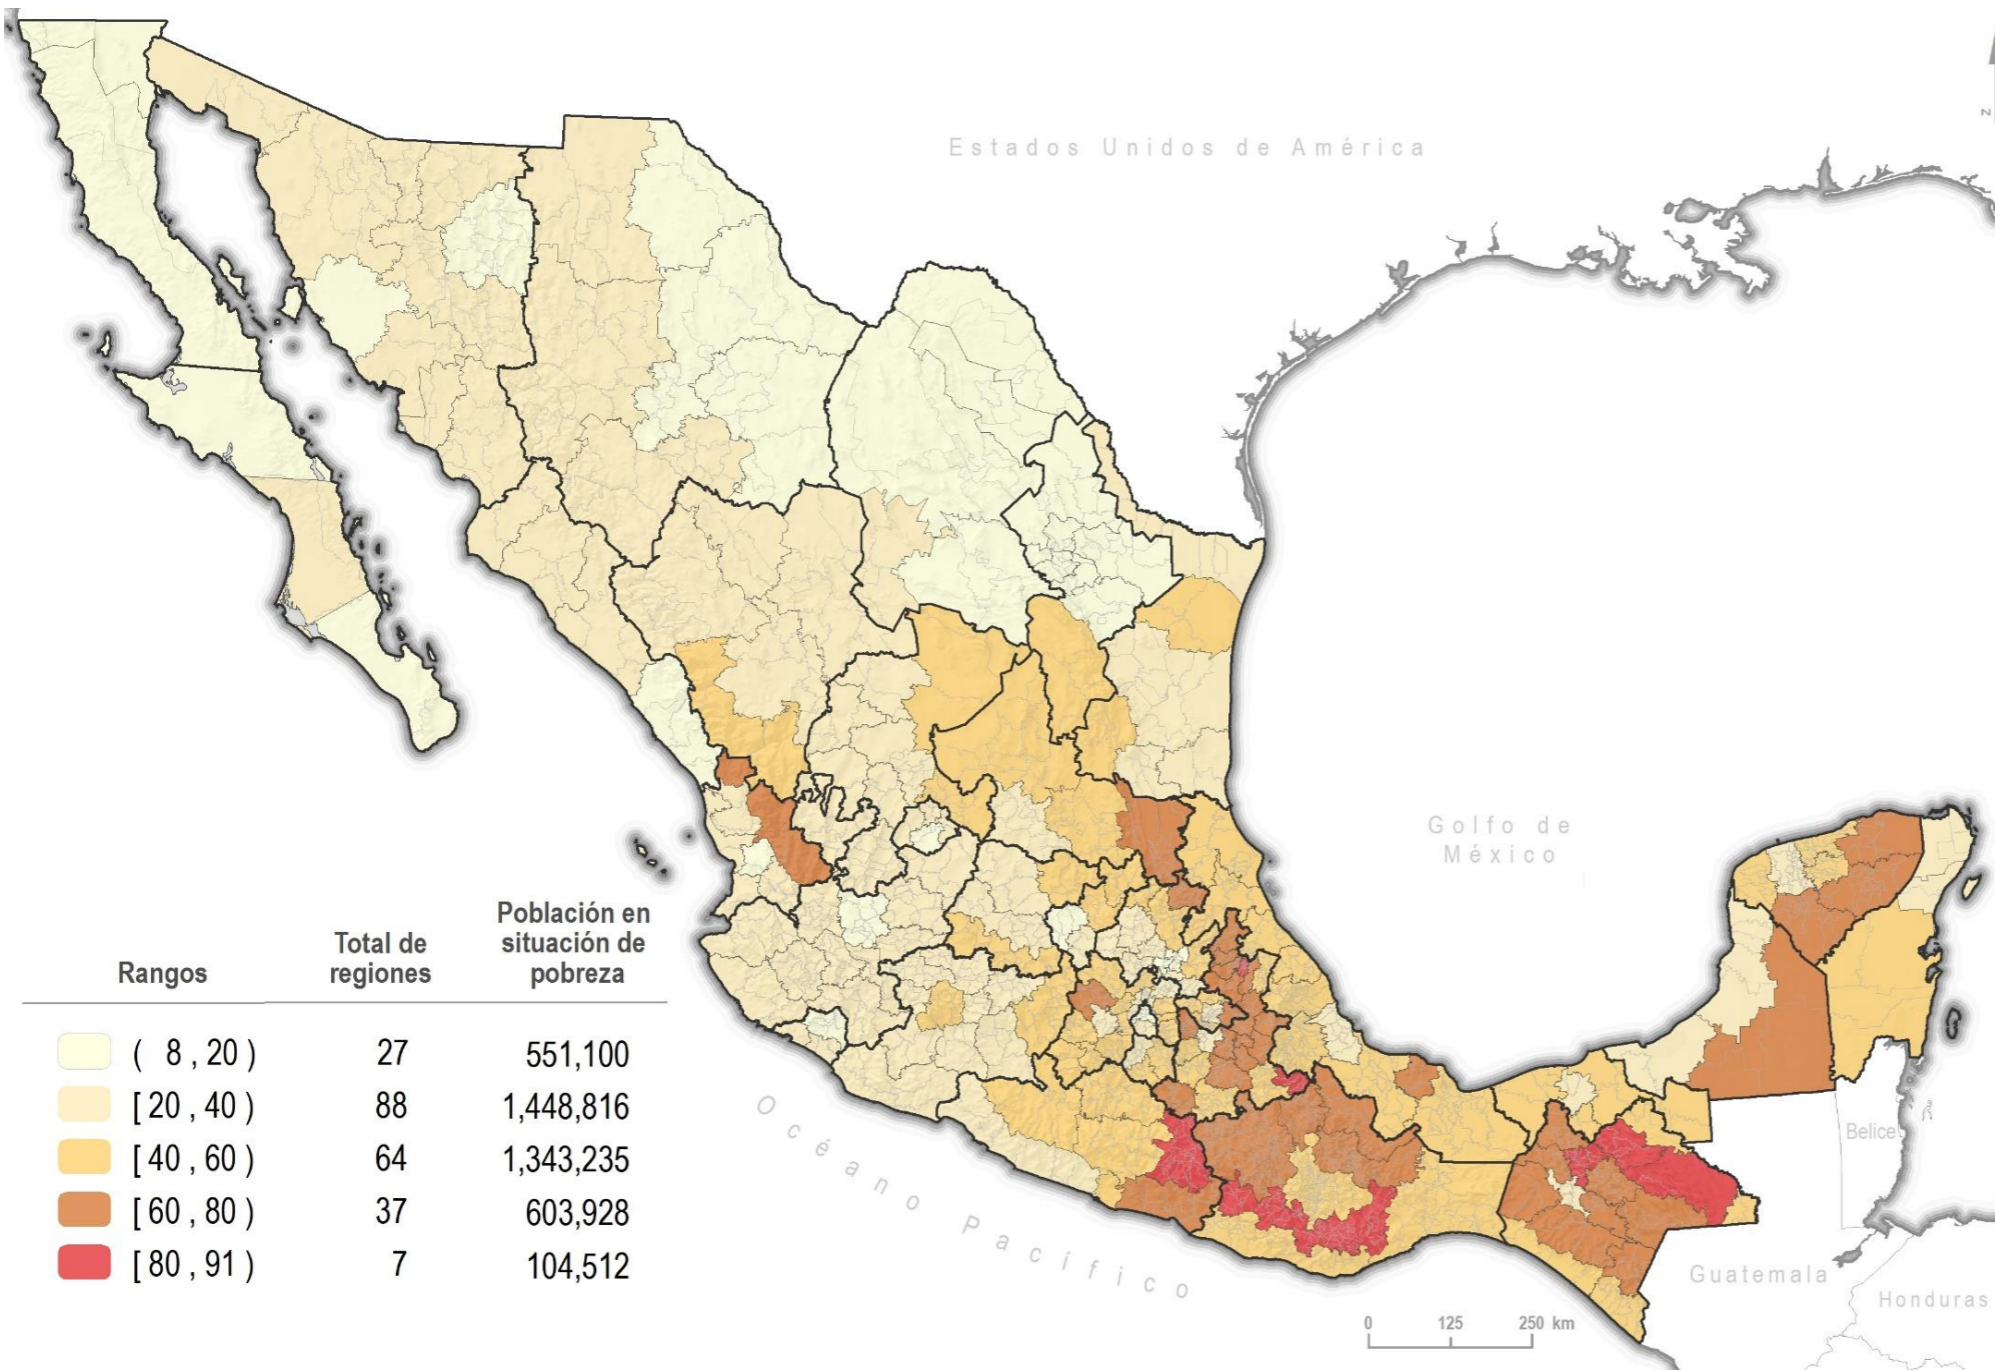 Z
Estados Unidos de América
Golfo de
México
Rangos
Total de
regiones
Población en
situación de
pobreza
( 8 , 20 ) 27 551,100
[ 20 , 40 ) 88 1,448,816
[ 40 , 60 ) 64 1,343,235
[ 60 , 80 ) 37 603,928
[ 80 , 91 ) 7 104,512
Océano Pacífico
Belice
Guatemala
Honduras
0 125 250 km